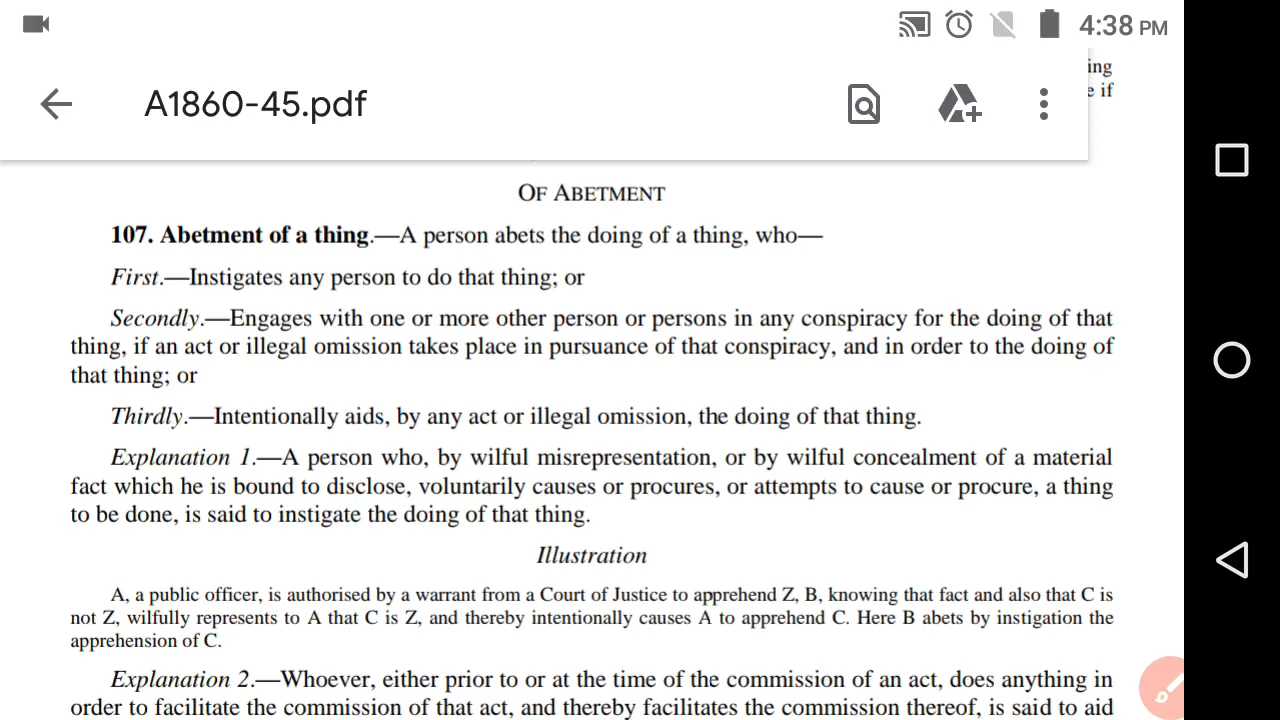 4:38 PM
ing
A1860-45.pdf
e if
OF ABETMENT
107. Abetment of a thing.—A person abets the doing of a thing, who—
First.—Instigates any person to do that thing; or
Secondly.—Engages with one or more other person or persons in any conspiracy for the doing of that
thing, if an act or illegal omission takes place in pursuance of that conspiracy, and in order to the doing of
that thing; or
Thirdly.—Intentionally aids, by any act or illegal omission, the doing of that thing.
Explanation 1.—A person who, by wilful misrepresentation, or by wilful concealment of a material
fact which he is bound to disclose, voluntarily causes or procures, or attempts to cause or procure, a thing
to be done, is said to instigate the doing of that thing.
Illustration
A, a public officer, is authorised by a warrant from a Court of Justice to apprehend Z, B, knowing that fact and also that C is
not Z, wilfully represents to A that C is Z, and thereby intentionally causes A to apprehend C. Here B abets by instigation the
apprehension of C.
Explanation 2.—Whoever, either prior to or at the time of the commission of an act, does anything in
order to facilitate the commission of that act, and thereby facilitates the commission thereof, is said to aid